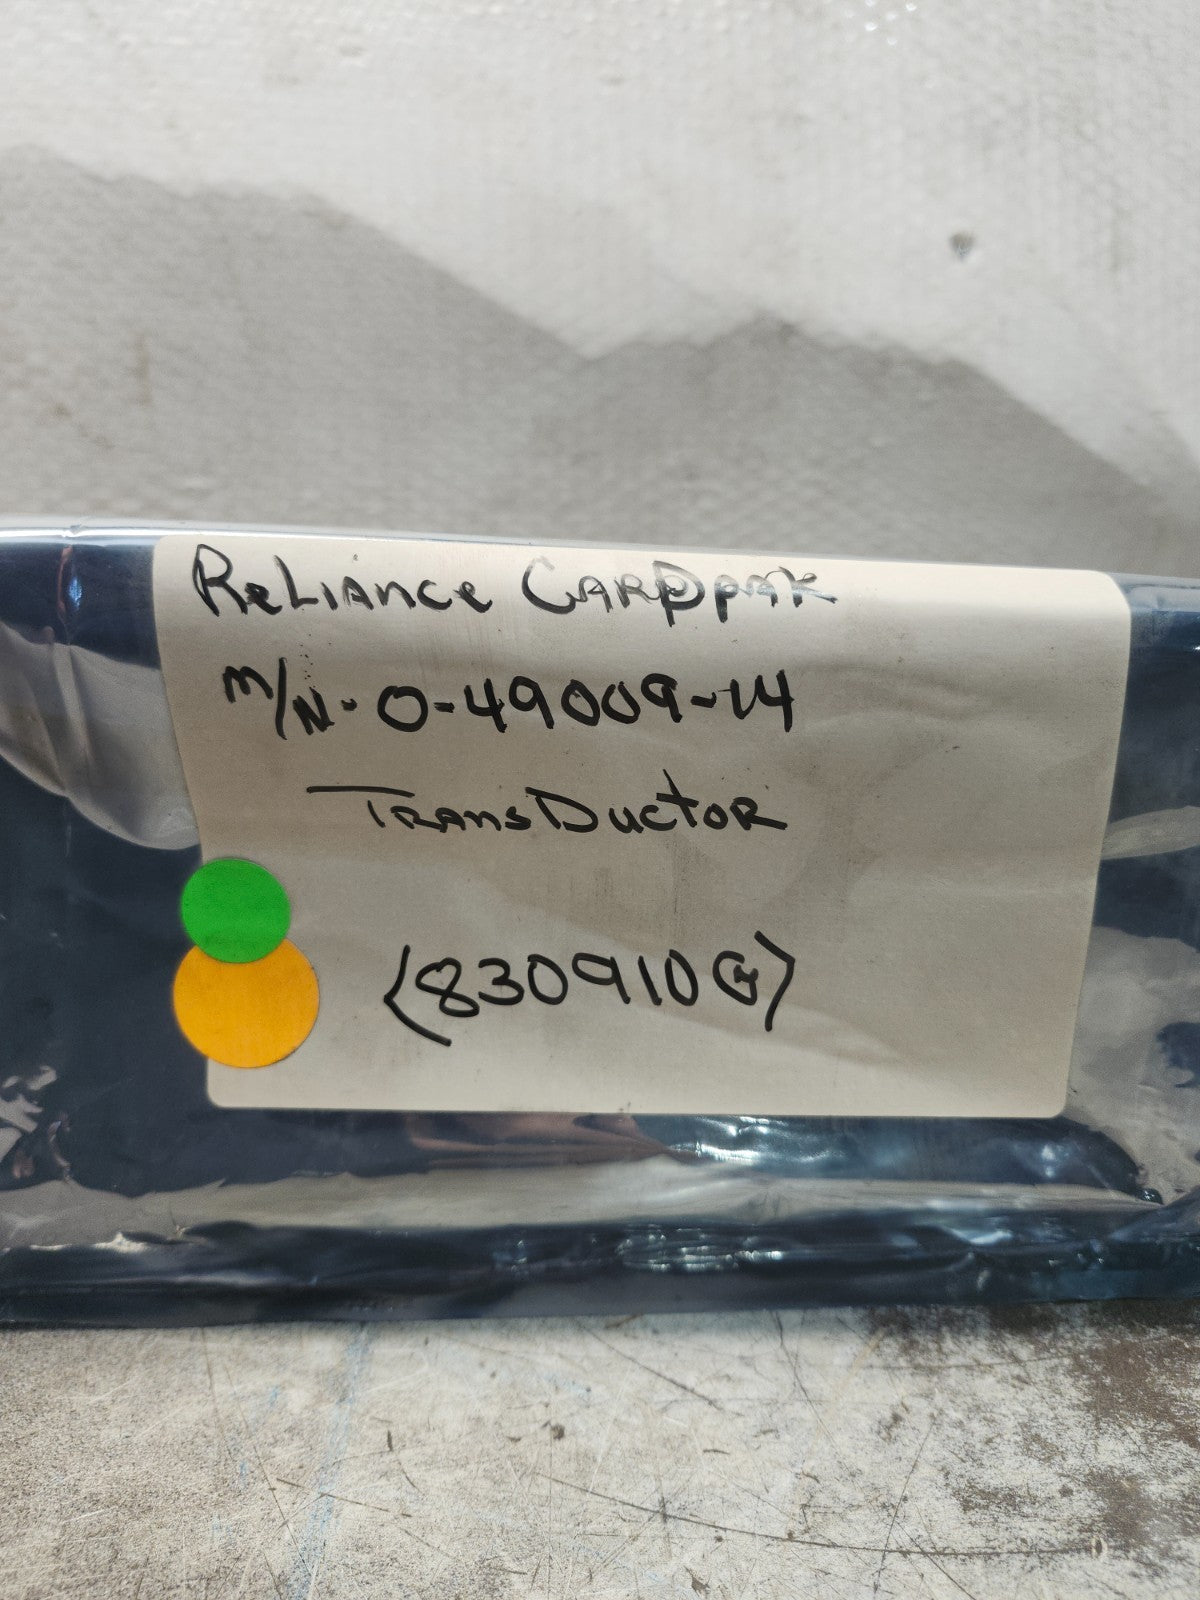 Reliance CARDpak
M/N. 0-49009-14
TransDuctor
<830910G>